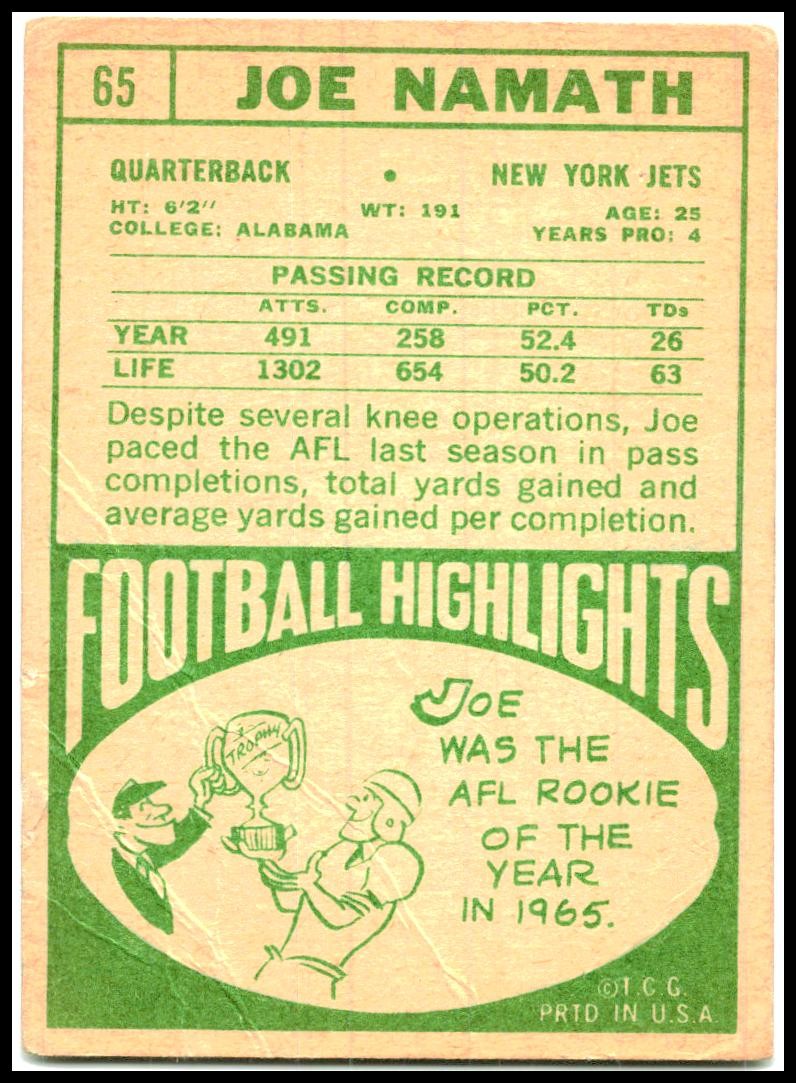 65 JOE NAMATH
QUARTERBACK • NEW YORK JETS
HT: 6'2" WT: 191 AGE: 25
COLLEGE: ALABAMA YEARS PRO: 4
PASSING RECORD
ATTS. COMP. PCT. TDs
YEAR 491 258 52.4 26
LIFE 1302 654 50.2 63
Despite several knee operations, Joe
paced the AFL last season in pass
completions, total yards gained and
average yards gained per completion.
FOOTBALL HIGHLIGHTS
TROPHY
JOE
WAS THE
AFL ROOKIE
OF THE
YEAR
IN 1965.
©T.C.G.
PRTD IN U.S.A.